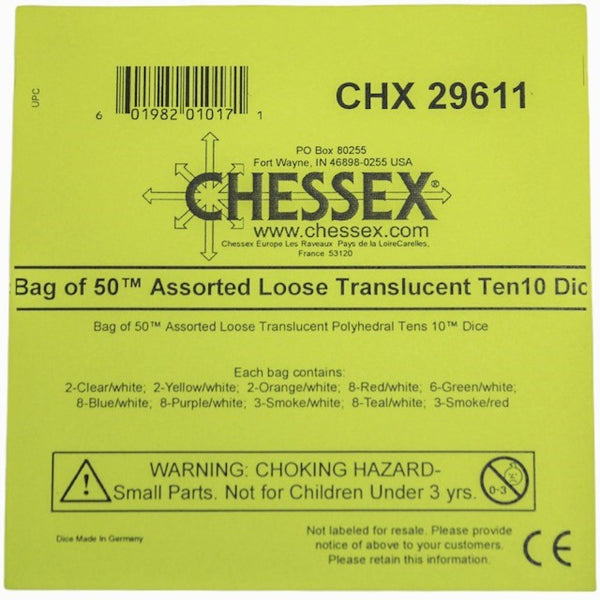 UPC
6 01982 01017 1
CHX 29611
PO Box 80255
Fort Wayne, IN 46898-0255 USA
CHESSEX®
www.chessex.com
Chessex Europe Les Raveaux Pays de la LoireCarelles,
France 53120
Bag of 50™ Assorted Loose Translucent Ten10 Dic
Bag of 50™ Assorted Loose Translucent Polyhedral Tens 10™ Dice
Each bag contains:
2-Clear/white; 2-Yellow/white; 2-Orange/white; 8-Red/white; 6-Green/white;
8-Blue/white; 8-Purple/white; 3-Smoke/white; 8-Teal/white; 3-Smoke/red
WARNING: CHOKING HAZARD-
Small Parts. Not for Children Under 3 yrs.
0-3
Dice Made In Germany
Not labeled for resale. Please provide
notice of above to your customers.
Please retain this information.
CE